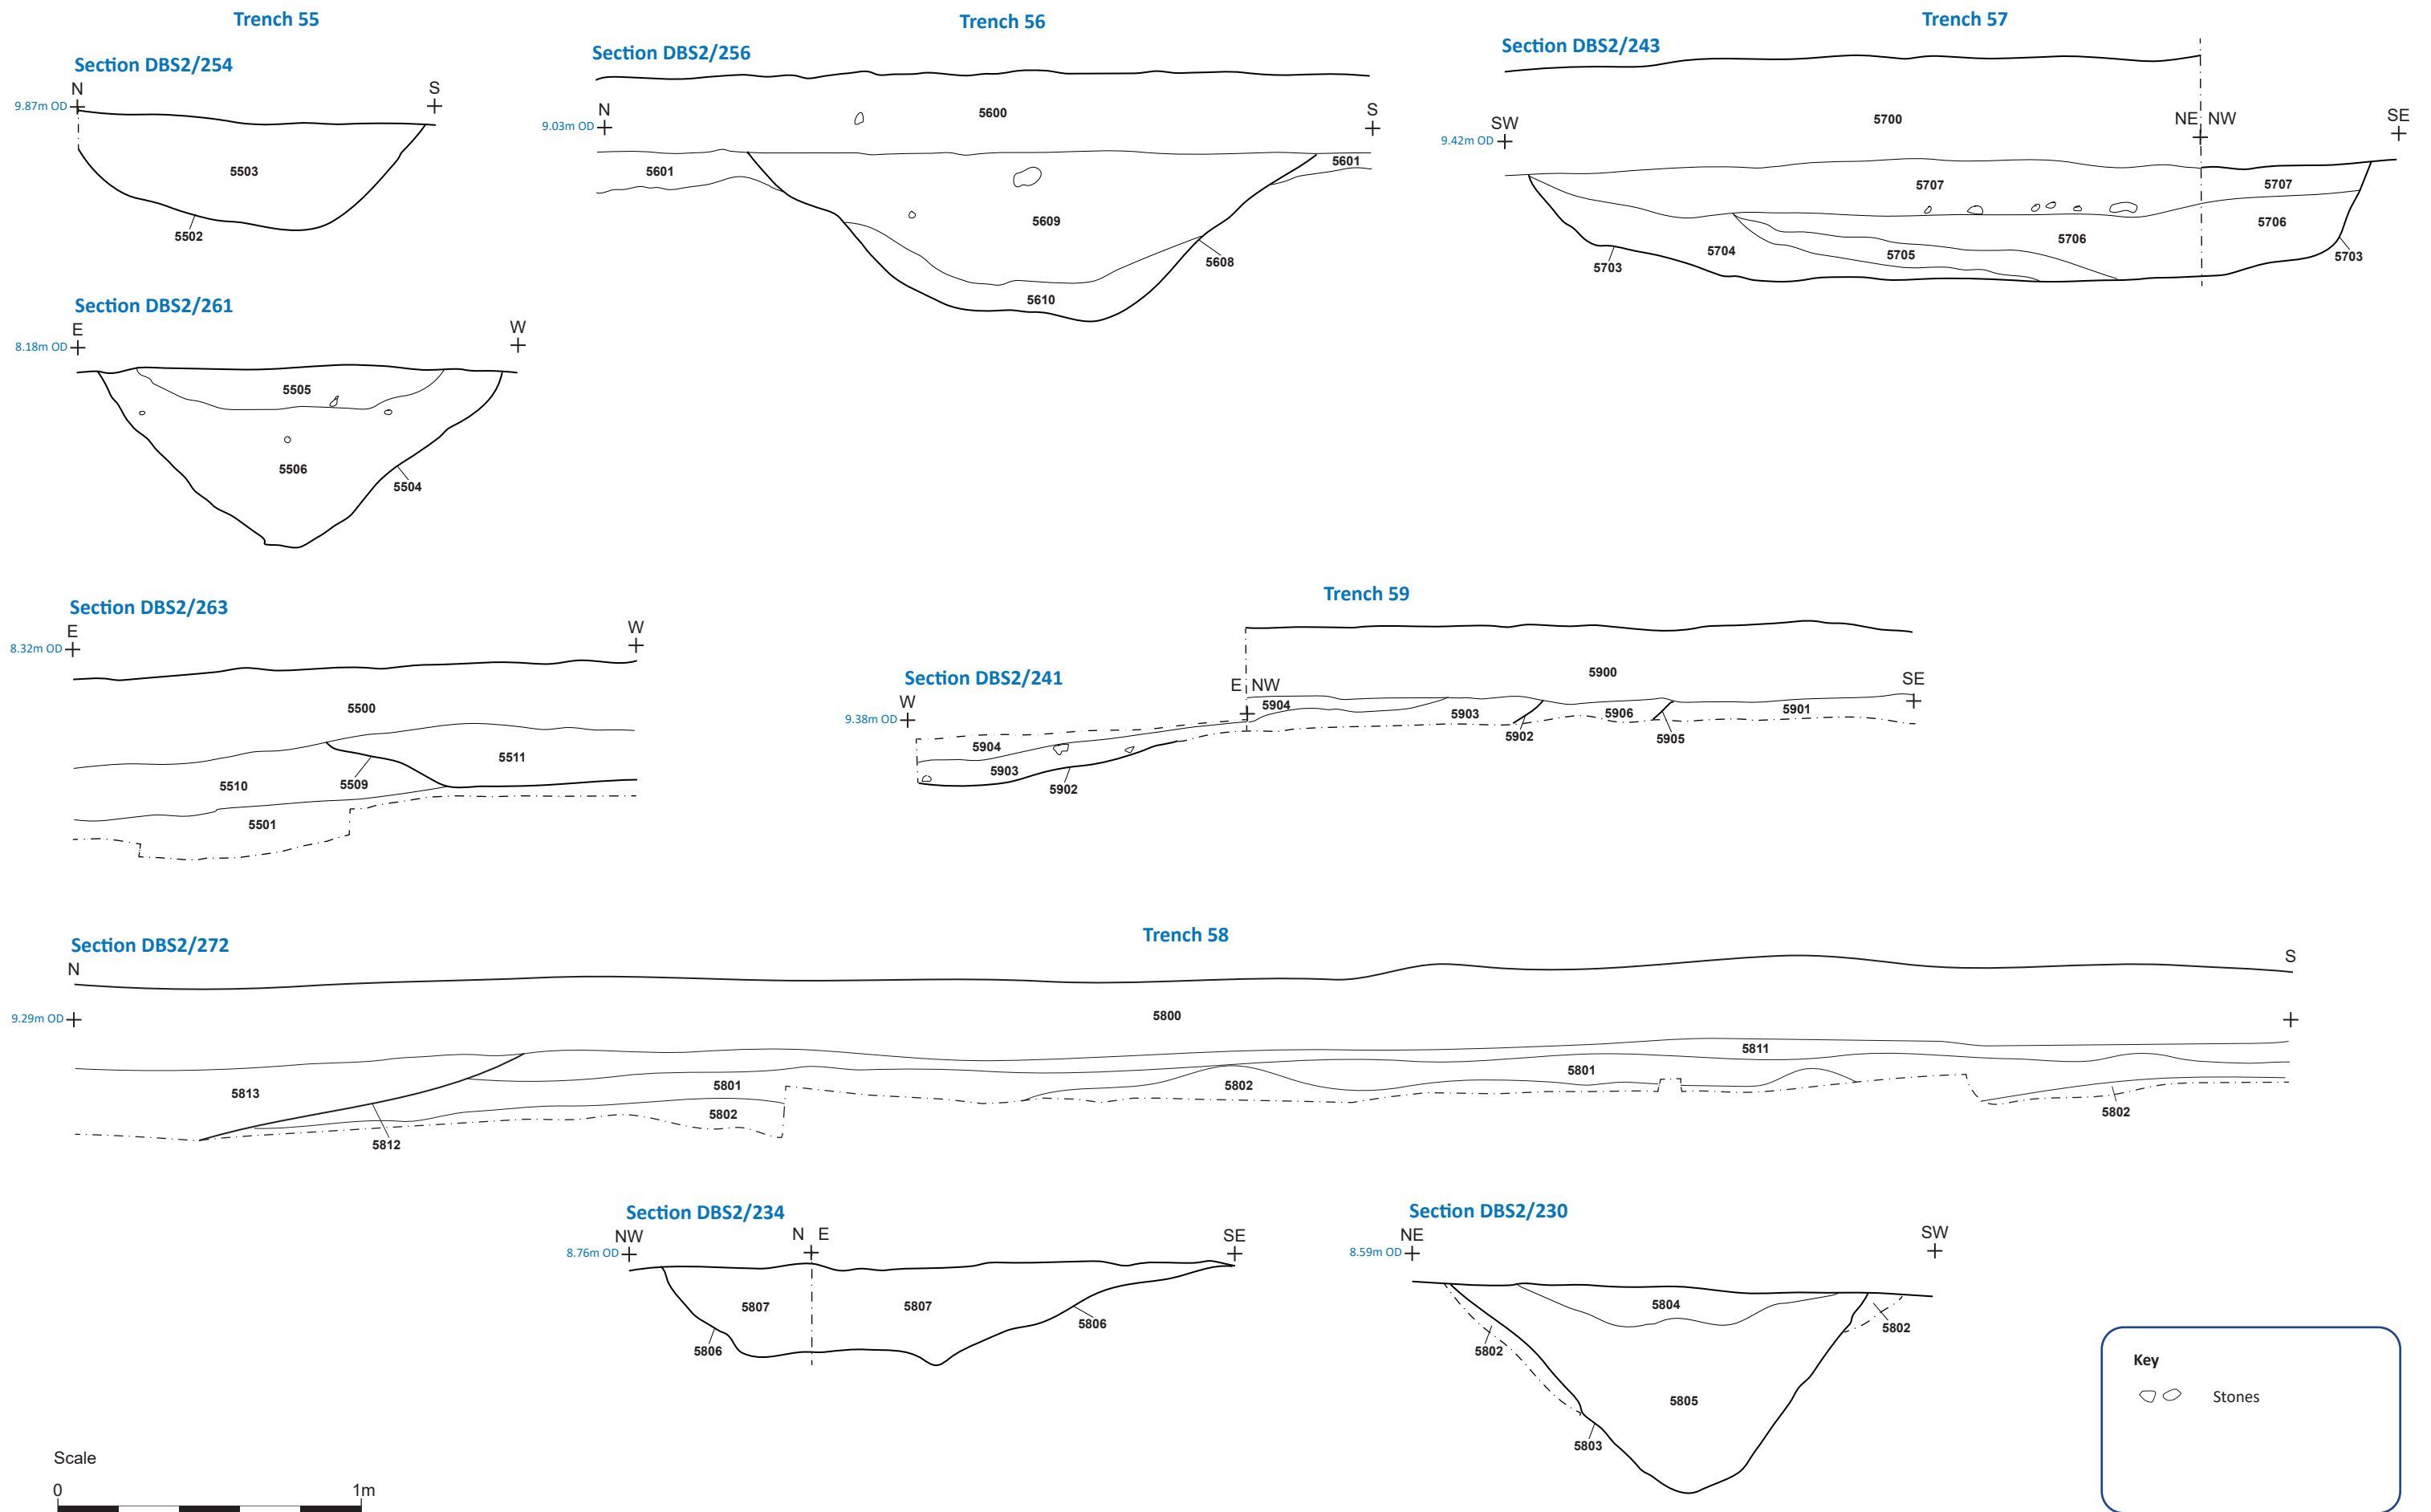 Trench 55
Section DBS2/254
N
S
9.87m OD
5503
5502
Section DBS2/261
E
W
8.18m OD
5505
5506
5504
Section DBS2/263
E
W
8.32m OD
5500
5511
5510
5509
5501
Trench 56
Section DBS2/256
N
S
9.03m OD
5600
5601
5601
5609
5608
5610
Trench 57
Section DBS2/243
SW
NE NW
SE
9.42m OD
5700
5707
5707
5706
5706
5704
5705
5703
5703
Trench 59
Section DBS2/241
W
E NW
SE
9.38m OD
5900
5904
5903
5906
5901
5902
5905
5904
5903
5902
Trench 58
Section DBS2/272
N
S
9.29m OD
5800
5811
5813
5801
5801
5802
5802
5802
5812
Section DBS2/234
NW
N E
SE
8.76m OD
5807
5807
5806
5806
Section DBS2/230
NE
SW
8.59m OD
5804
5802
5802
5805
5803
Key
Stones
Scale
0 1m